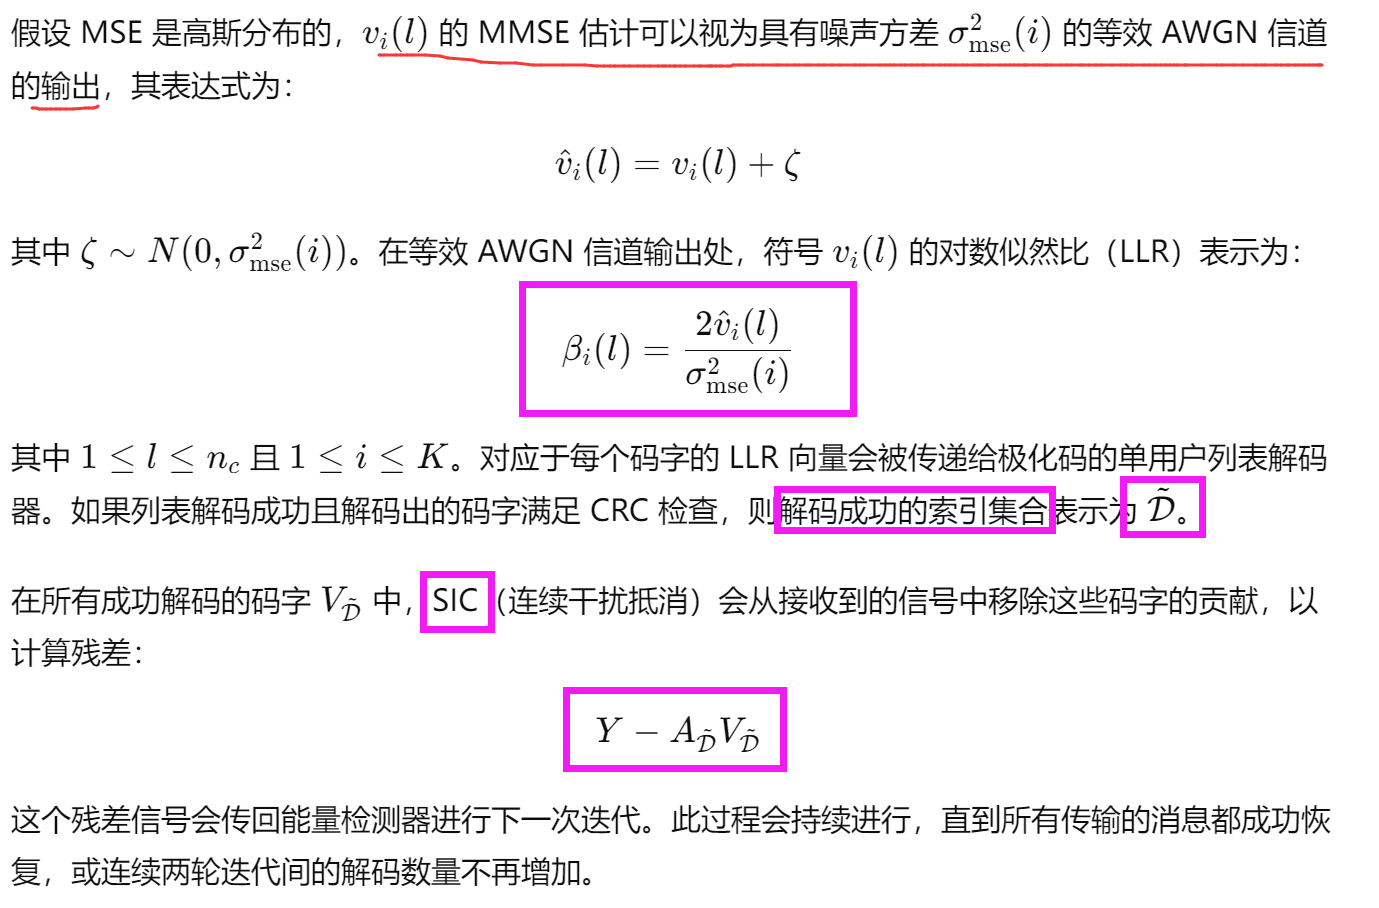 假设 MSE 是高斯分布的，$v_i(l)$ 的 MMSE 估计可以视为具有噪声方差 $\sigma^2_{\text{mse}}(i)$ 的等效 AWGN 信道
的输出，其表达式为：
$\hat{v}_i(l) = v_i(l) + \zeta$
其中 $\zeta \sim N(0, \sigma^2_{\text{mse}}(i))$。在等效 AWGN 信道输出处，符号 $v_i(l)$ 的对数似然比（LLR）表示为：
$\beta_i(l) = \frac{2\hat{v}_i(l)}{\sigma^2_{\text{mse}}(i)}$
其中 $1 \leq l \leq n_c$ 且 $1 \leq i \leq K$。对应于每个码字的 LLR 向量会被传递给极化码的单用户列表解码
器。如果列表解码成功且解码出的码字满足 CRC 检查，则解码成功的索引集合表示为 $\tilde{\mathcal{D}}$。
在所有成功解码的码字 $V_{\tilde{\mathcal{D}}}$ 中，SIC（连续干扰抵消）会从接收到的信号中移除这些码字的贡献，以
计算残差：
$Y - A_{\tilde{\mathcal{D}}} V_{\tilde{\mathcal{D}}}$
这个残差信号会传回能量检测器进行下一次迭代。此过程会持续进行，直到所有传输的消息都成功恢
复，或连续两轮迭代间的解码数量不再增加。